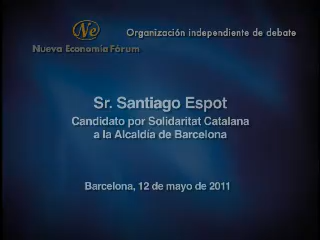 Ne
Organización independiente de debate
Nueva Economía Fórum
Sr. Santiago Espot
Candidato por Solidaritat Catalana
a la Alcaldía de Barcelona
Barcelona, 12 de mayo de 2011